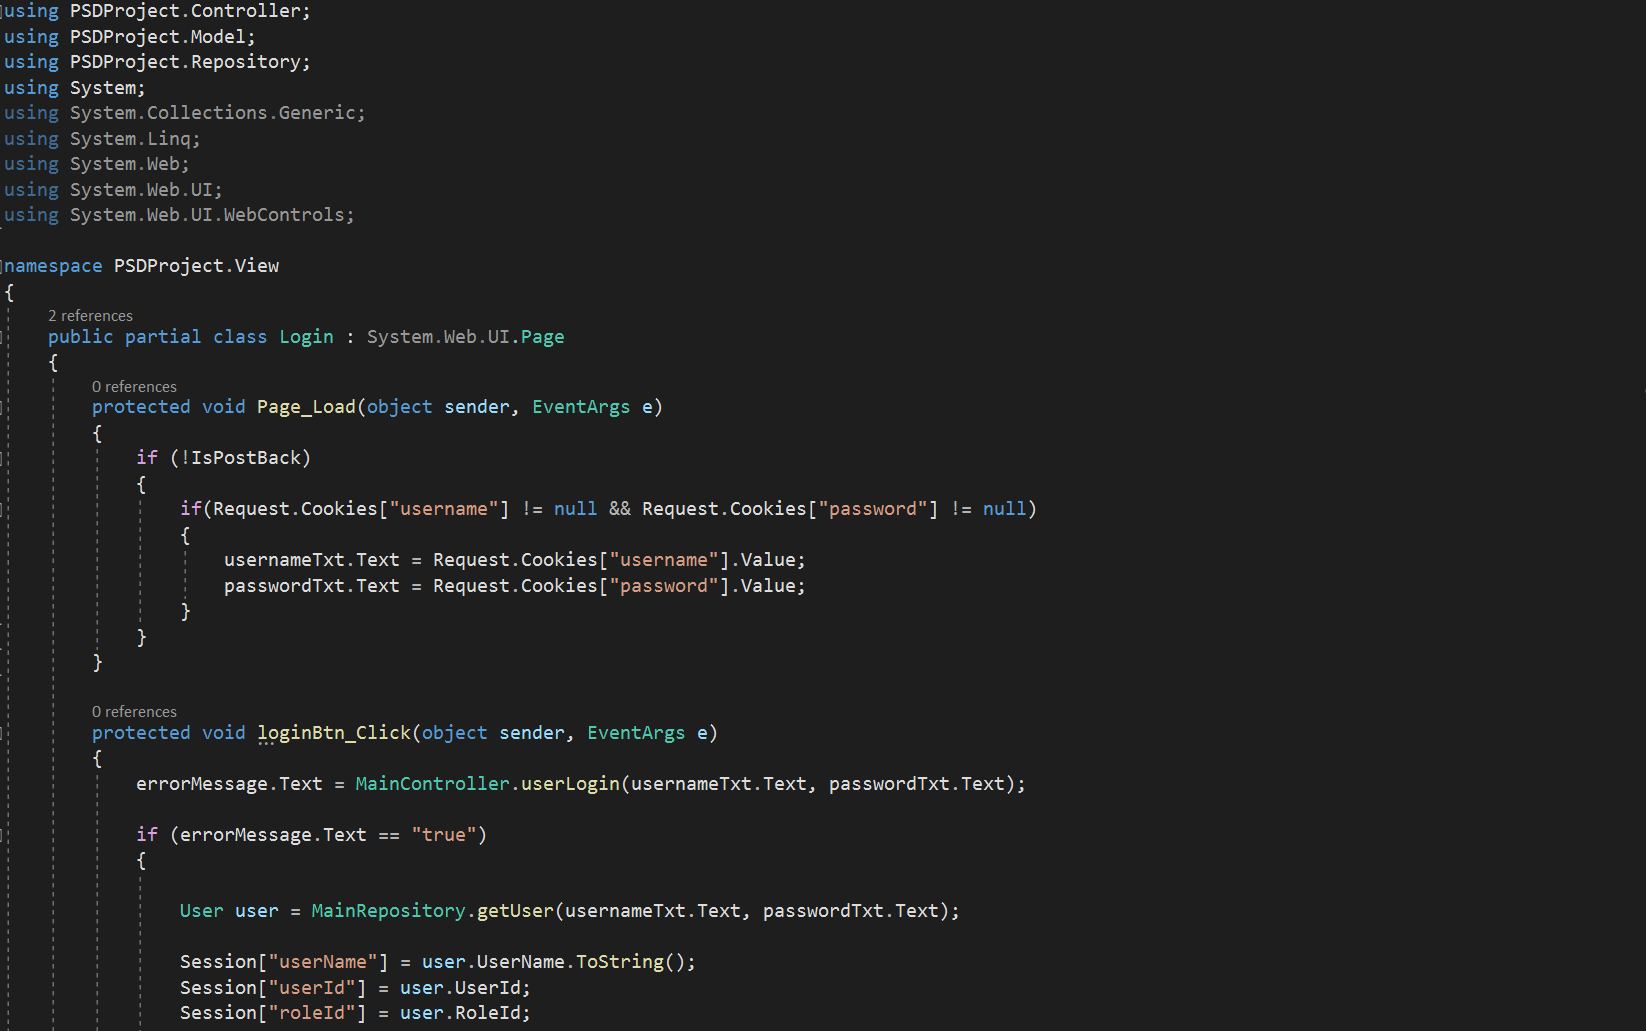 using PSDProject.Controller;
using PSDProject.Model;
using PSDProject.Repository;
using System;
using System.Collections.Generic;
using System.Linq;
using System.Web;
using System.Web.UI;
using System.Web.UI.WebControls;
namespace PSDProject.View
{
2 references
public partial class Login : System.Web.UI.Page
{
0 references
protected void Page_Load(object sender, EventArgs e)
{
if (!IsPostBack)
{
if(Request.Cookies["username"] != null && Request.Cookies["password"] != null)
{
usernameTxt.Text = Request.Cookies["username"].Value;
passwordTxt.Text = Request.Cookies["password"].Value;
}
}
}
0 references
protected void loginBtn_Click(object sender, EventArgs e)
{
errorMessage.Text = MainController.userLogin(usernameTxt.Text, passwordTxt.Text);
if (errorMessage.Text == "true")
{
User user = MainRepository.getUser(usernameTxt.Text, passwordTxt.Text);
Session["userName"] = user.UserName.ToString();
Session["userId"] = user.UserId;
Session["roleId"] = user.RoleId;